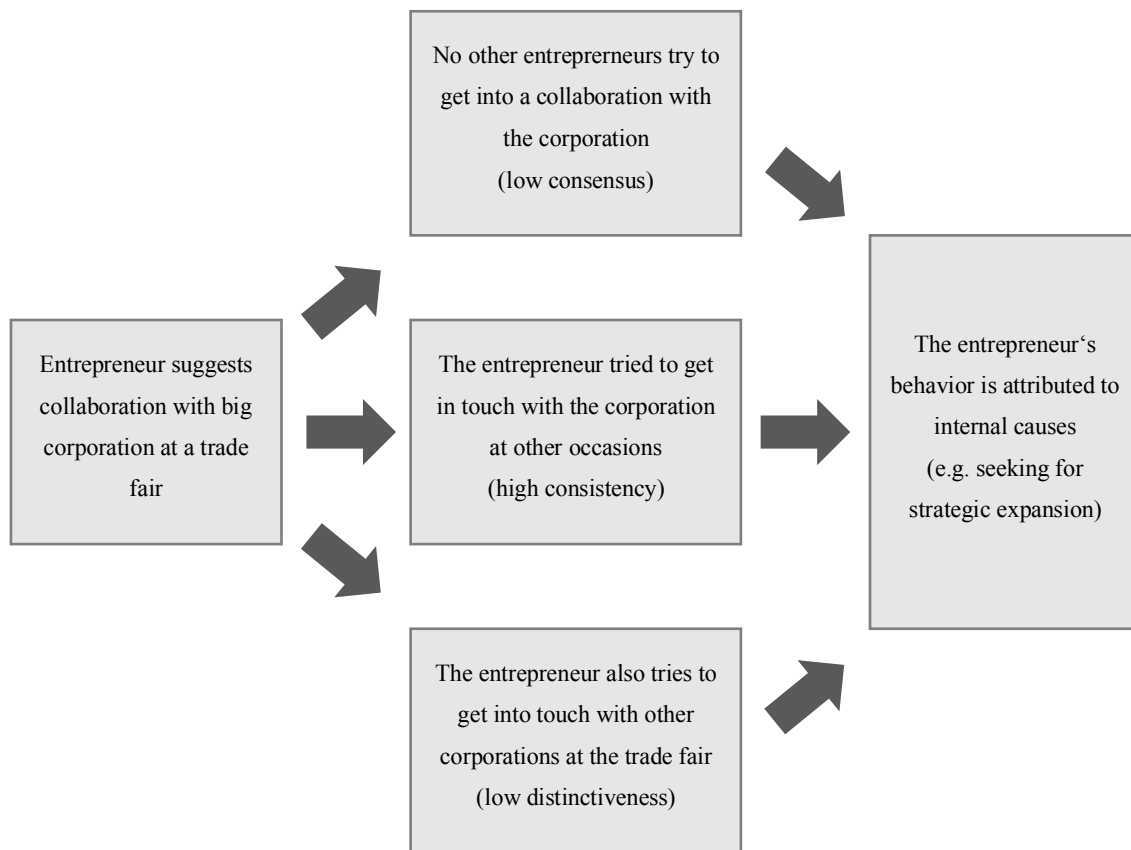 No other entreprerneurs try to
get into a collaboration with
the corporation
(low consensus)
Entrepreneur suggests
collaboration with big
corporation at a trade
fair
The entrepreneur tried to get
in touch with the corporation
at other occasions
(high consistency)
The entrepreneur also tries to
get into touch with other
corporations at the trade fair
(low distinctiveness)
The entrepreneur‘s
behavior is attributed to
internal causes
(e.g. seeking for
strategic expansion)